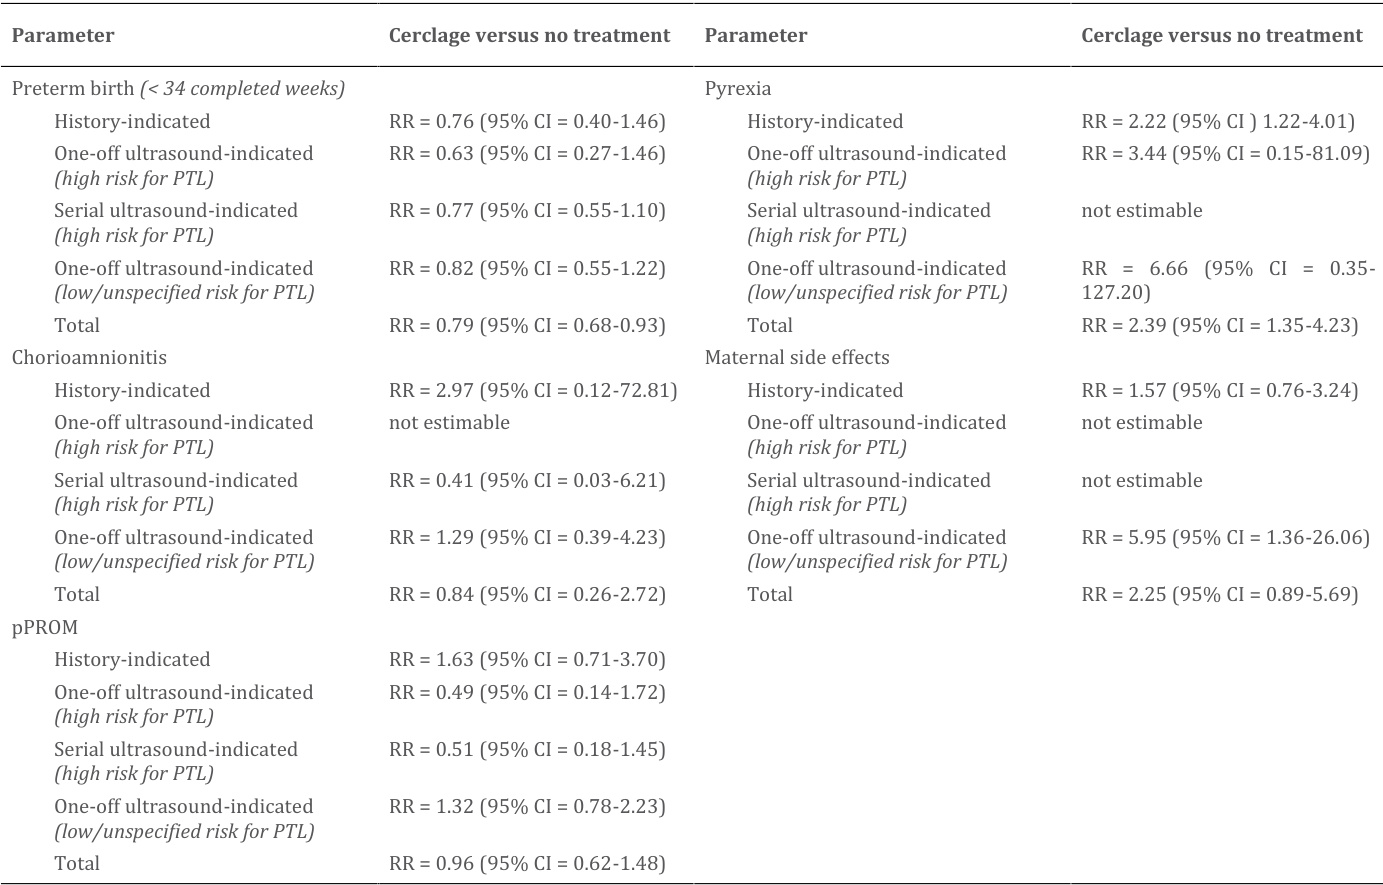 Parameter
Cerclage versus no treatment
Preterm birth (< 34 completed weeks)
History-indicated
RR = 0.76 (95% CI = 0.40-1.46)
One-off ultrasound-indicated
(high risk for PTL)
RR = 0.63 (95% CI = 0.27-1.46)
Serial ultrasound-indicated
(high risk for PTL)
RR = 0.77 (95% CI = 0.55-1.10)
One-off ultrasound-indicated
(low/unspecified risk for PTL)
RR = 0.82 (95% CI = 0.55-1.22)
Total
RR = 0.79 (95% CI = 0.68-0.93)
Chorioamnionitis
History-indicated
RR = 2.97 (95% CI = 0.12-72.81)
One-off ultrasound-indicated
(high risk for PTL)
not estimable
Serial ultrasound-indicated
(high risk for PTL)
RR = 0.41 (95% CI = 0.03-6.21)
One-off ultrasound-indicated
(low/unspecified risk for PTL)
RR = 1.29 (95% CI = 0.39-4.23)
Total
RR = 0.84 (95% CI = 0.26-2.72)
pPROM
History-indicated
RR = 1.63 (95% CI = 0.71-3.70)
One-off ultrasound-indicated
(high risk for PTL)
RR = 0.49 (95% CI = 0.14-1.72)
Serial ultrasound-indicated
(high risk for PTL)
RR = 0.51 (95% CI = 0.18-1.45)
One-off ultrasound-indicated
(low/unspecified risk for PTL)
RR = 1.32 (95% CI = 0.78-2.23)
Total
RR = 0.96 (95% CI = 0.62-1.48)
Parameter
Cerclage versus no treatment
Pyrexia
History-indicated
RR = 2.22 (95% CI ) 1.22-4.01)
One-off ultrasound-indicated
(high risk for PTL)
RR = 3.44 (95% CI = 0.15-81.09)
Serial ultrasound-indicated
(high risk for PTL)
not estimable
One-off ultrasound-indicated
(low/unspecified risk for PTL)
RR = 6.66 (95% CI = 0.35-
127.20)
Total
RR = 2.39 (95% CI = 1.35-4.23)
Maternal side effects
History-indicated
RR = 1.57 (95% CI = 0.76-3.24)
One-off ultrasound-indicated
(high risk for PTL)
not estimable
Serial ultrasound-indicated
(high risk for PTL)
not estimable
One-off ultrasound-indicated
(low/unspecified risk for PTL)
RR = 5.95 (95% CI = 1.36-26.06)
Total
RR = 2.25 (95% CI = 0.89-5.69)